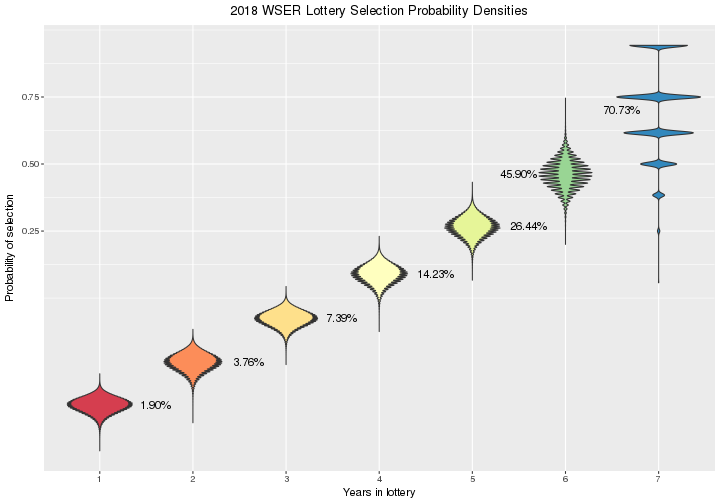 2018 WSER Lottery Selection Probability Densities
Probability of selection
0.75
0.50
0.25
70.73%
45.90%
26.44%
14.23%
7.39%
3.76%
1.90%
1 2 3 4 5 6 7
Years in lottery